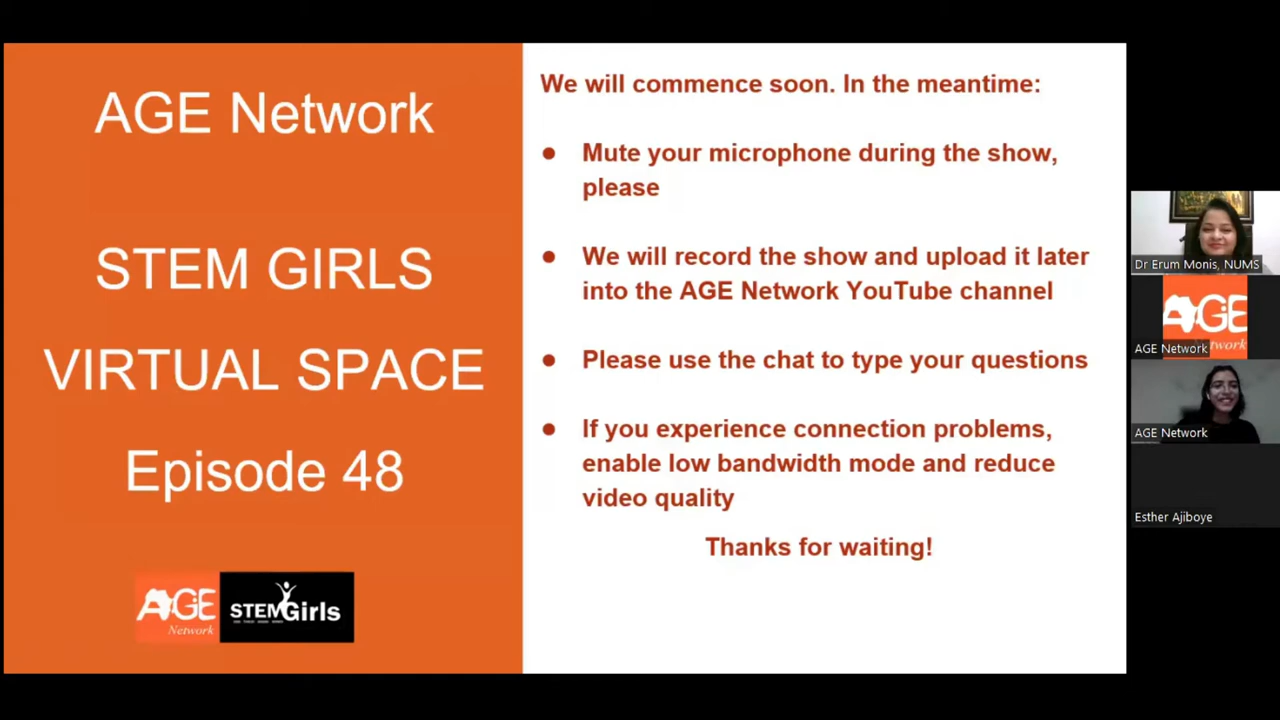 AGE Network
STEM GIRLS
VIRTUAL SPACE
Episode 48
AGE
Network
STEMGirls
We will commence soon. In the meantime:
● Mute your microphone during the show,
please
● We will record the show and upload it later
into the AGE Network YouTube channel
● Please use the chat to type your questions
● If you experience connection problems,
enable low bandwidth mode and reduce
video quality
Thanks for waiting!
Dr Erum Monis, NUMS
AGE
Network
AGE Network
AGE Network
Esther Ajiboye